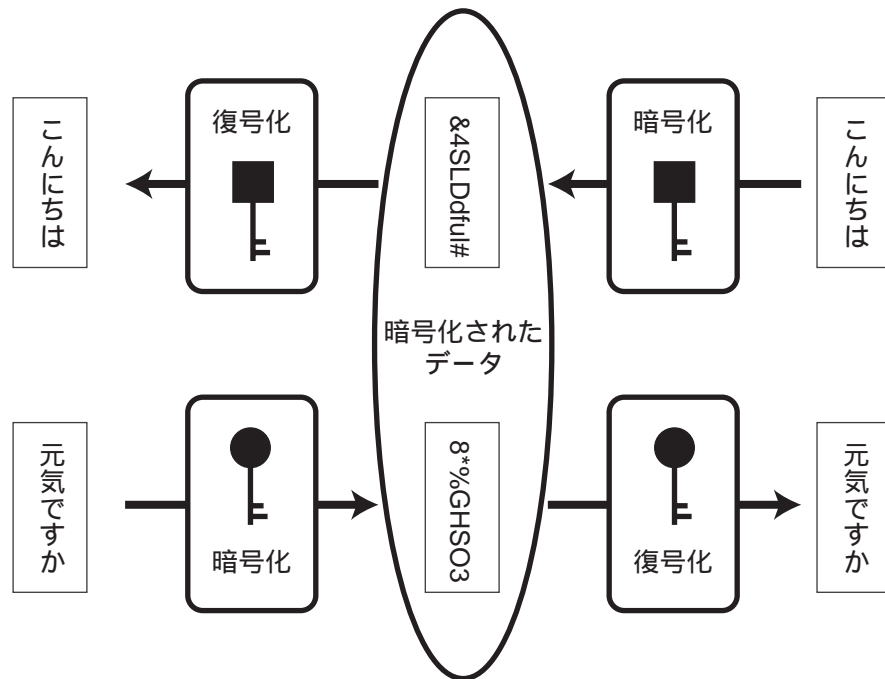 こんにちは
復号化
&4SLDdful#
暗号化
こんにちは
暗号化された
データ
元気ですか
暗号化
8*%GHSO3
復号化
元気ですか